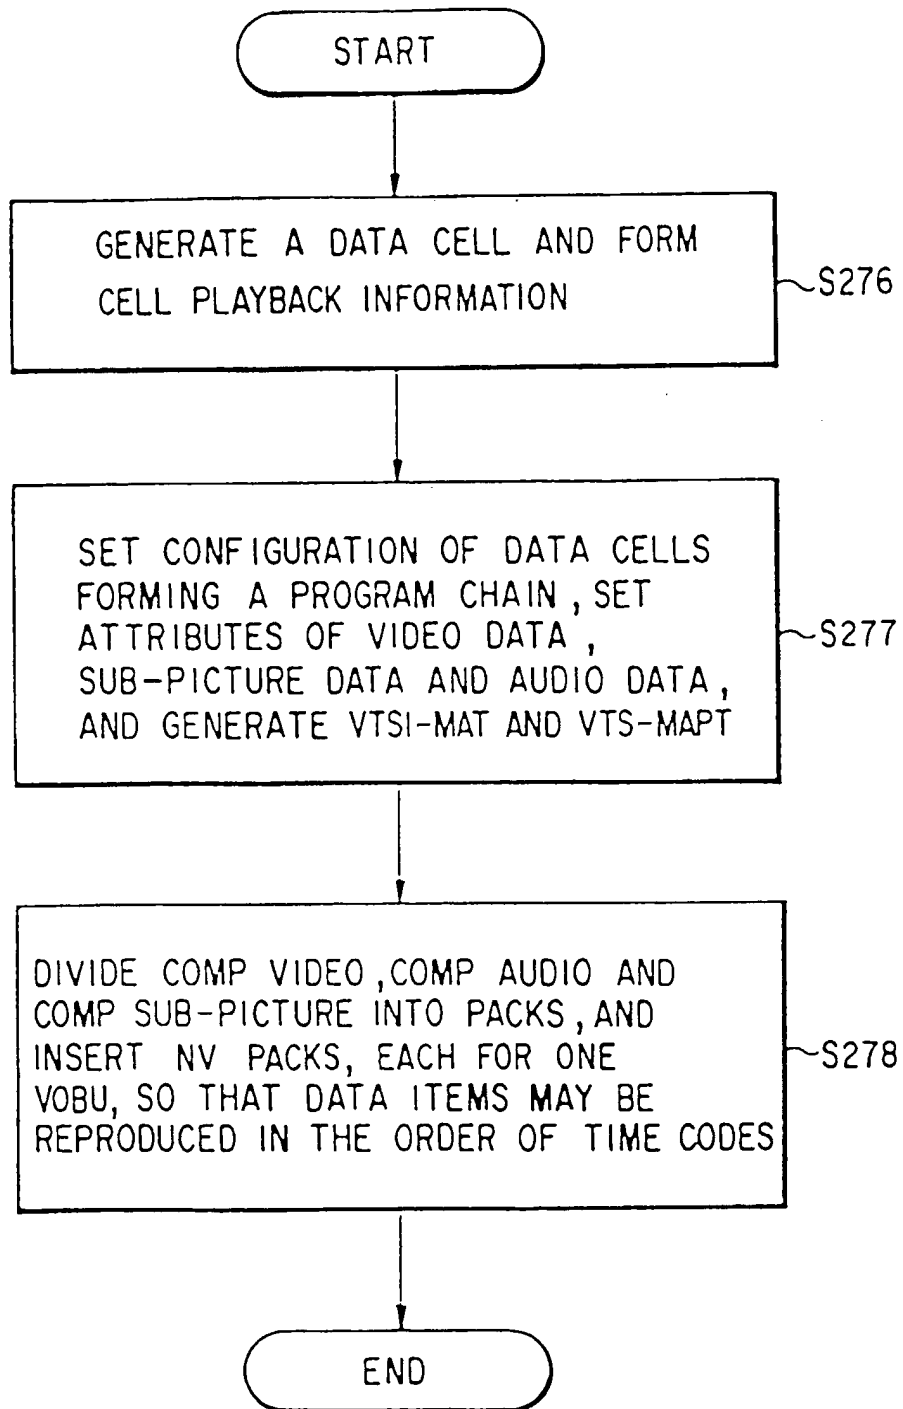 START
GENERATE A DATA CELL AND FORM
CELL PLAYBACK INFORMATION
S276
SET CONFIGURATION OF DATA CELLS
FORMING A PROGRAM CHAIN, SET
ATTRIBUTES OF VIDEO DATA,
SUB-PICTURE DATA AND AUDIO DATA,
AND GENERATE VTSI-MAT AND VTS-MAPT
S277
DIVIDE COMP VIDEO, COMP AUDIO AND
COMP SUB-PICTURE INTO PACKS, AND
INSERT NV PACKS, EACH FOR ONE
VOBU, SO THAT DATA ITEMS MAY BE
REPRODUCED IN THE ORDER OF TIME CODES
S278
END